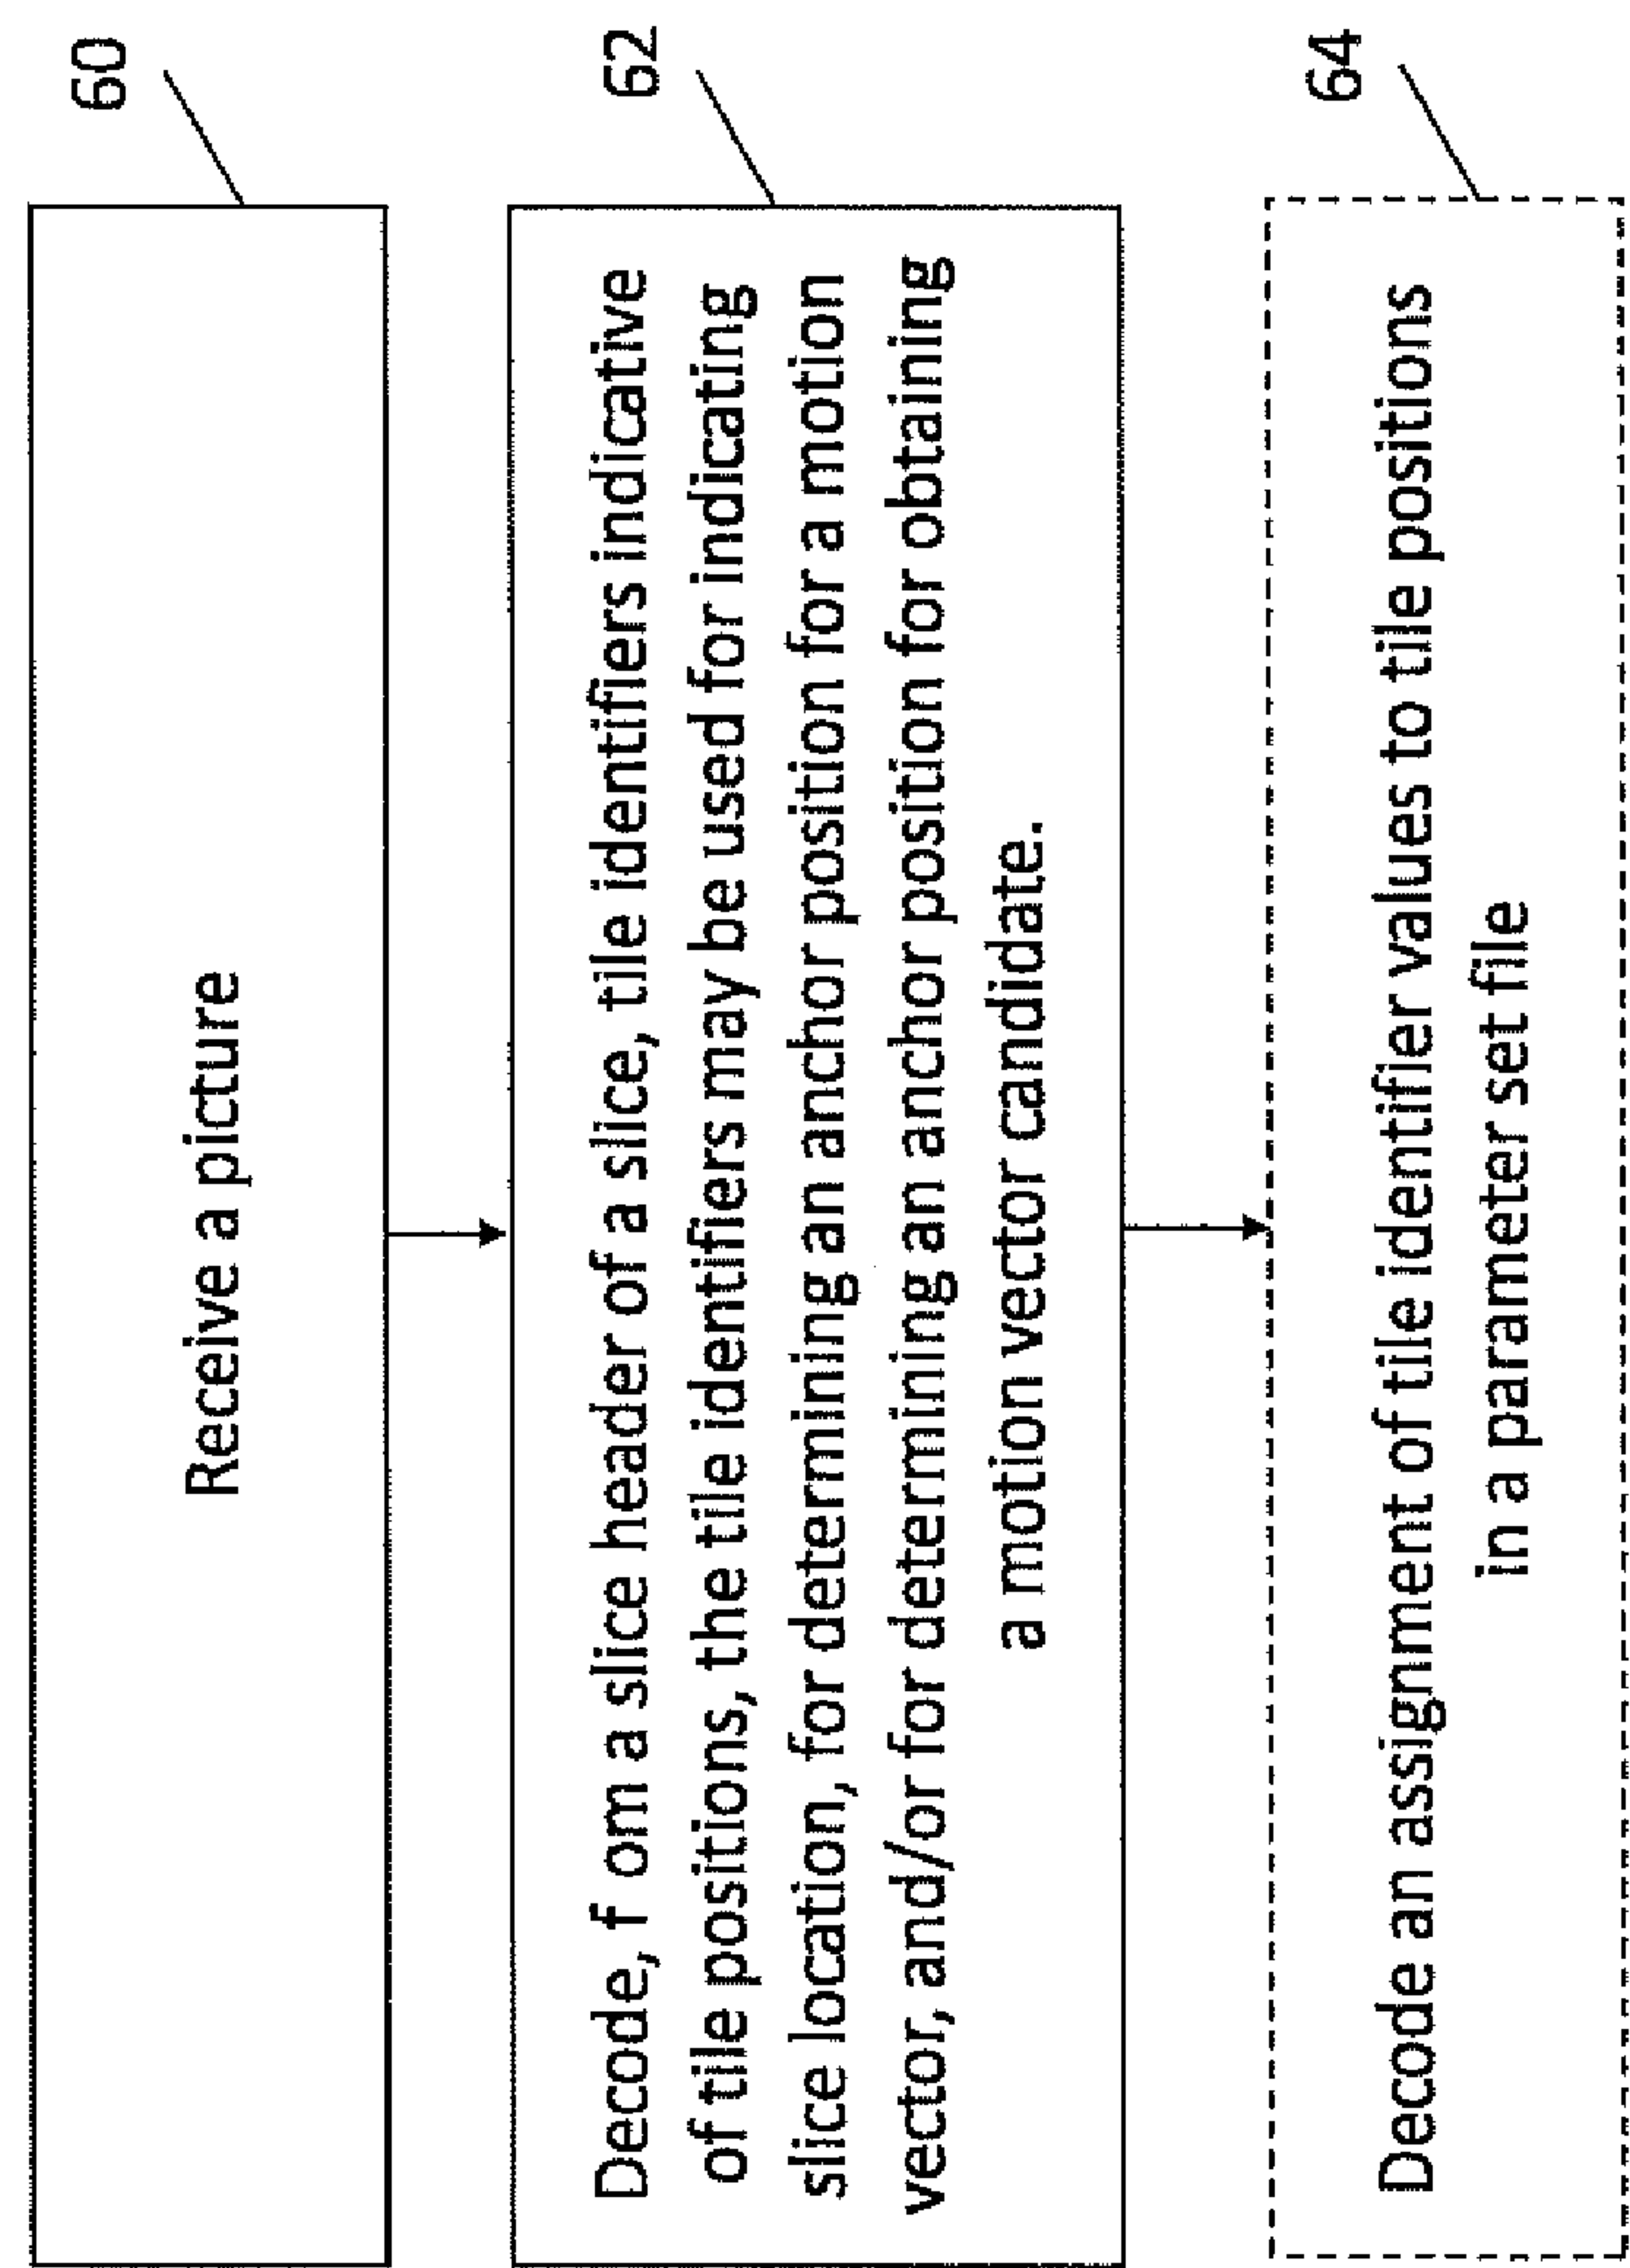 60
Receive a picture
62
Decode, f om a slice header of a slice, tile identifiers indicative
of tile positions, the tile identifiers may be used for indicating
slice location, for determining an anchor position for a motion
vector, and/or for determining an anchor position for obtaining
a motion vector candidate.
64
Decode an assignment of tile identifier values to tile positions
in a parameter set file